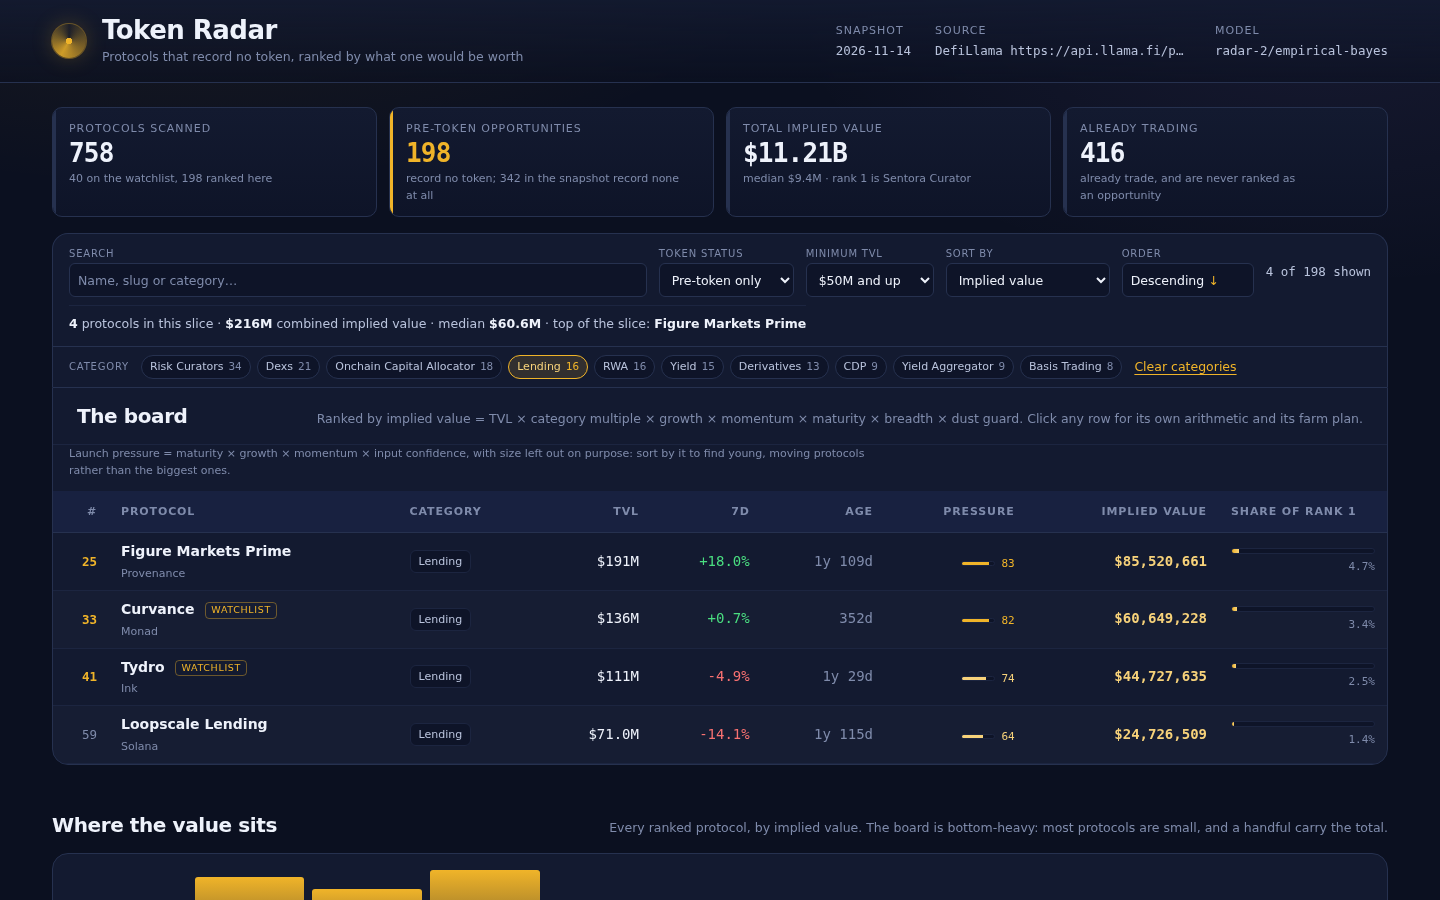 Token Radar
Protocols that record no token, ranked by what one would be worth
SNAPSHOT
2026-11-14
SOURCE
DefiLlama https://api.llama.fi/p…
MODEL
radar-2/empirical-bayes
PROTOCOLS SCANNED
758
40 on the watchlist, 198 ranked here
PRE-TOKEN OPPORTUNITIES
198
record no token; 342 in the snapshot record none
at all
TOTAL IMPLIED VALUE
$11.21B
median $9.4M · rank 1 is Sentora Curator
ALREADY TRADING
416
already trade, and are never ranked as
an opportunity
SEARCH
Name, slug or category…
TOKEN STATUS
Pre-token only
MINIMUM TVL
$50M and up
SORT BY
Implied value
ORDER
Descending ↓
4 of 198 shown
4 protocols in this slice · $216M combined implied value · median $60.6M · top of the slice: Figure Markets Prime
CATEGORY Risk Curators 34 Dexs 21 Onchain Capital Allocator 18 Lending 16 RWA 16 Yield 15 Derivatives 13 CDP 9 Yield Aggregator 9 Basis Trading 8 Clear categories
The board
Ranked by implied value = TVL × category multiple × growth × momentum × maturity × breadth × dust guard. Click any row for its own arithmetic and its farm plan.
Launch pressure = maturity × growth × momentum × input confidence, with size left out on purpose: sort by it to find young, moving protocols
rather than the biggest ones.
# PROTOCOL CATEGORY TVL 7D AGE PRESSURE IMPLIED VALUE SHARE OF RANK 1
25 Figure Markets Prime Lending $191M +18.0% 1y 109d 83 $85,520,661 4.7%
Provenance
33 Curvance WATCHLIST Lending $136M +0.7% 352d 82 $60,649,228 3.4%
Monad
41 Tydro WATCHLIST Lending $111M -4.9% 1y 29d 74 $44,727,635 2.5%
Ink
59 Loopscale Lending Lending $71.0M -14.1% 1y 115d 64 $24,726,509 1.4%
Solana
Where the value sits
Every ranked protocol, by implied value. The board is bottom-heavy: most protocols are small, and a handful carry the total.